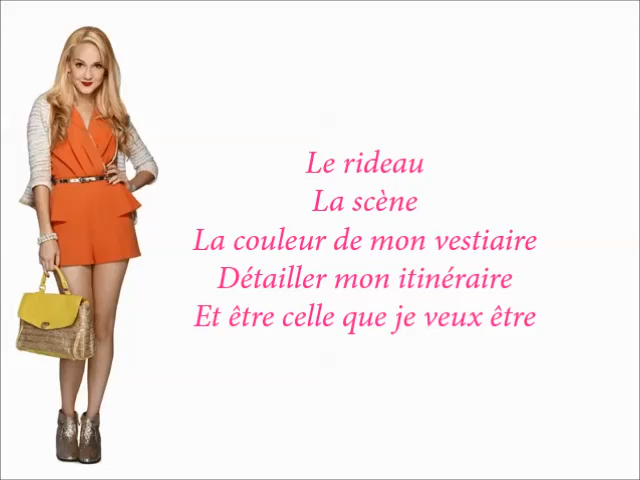 Le rideau
La scène
La couleur de mon vestiaire
Détailler mon itinéraire
Et être celle que je veux être